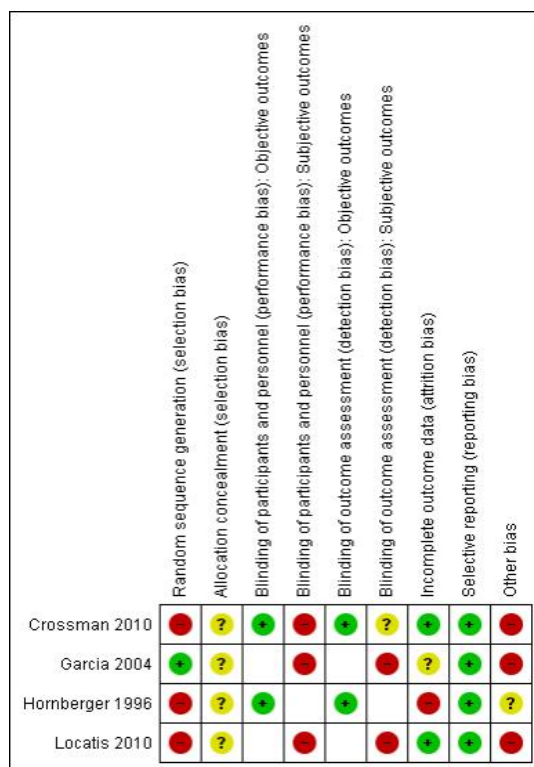 Random sequence generation (selection bias)
Allocation concealment (selection bias)
Blinding of participants and personnel (performance bias): Objective outcomes
Blinding of participants and personnel (performance bias): Subjective outcomes
Blinding of outcome assessment (detection bias): Objective outcomes
Blinding of outcome assessment (detection bias): Subjective outcomes
Incomplete outcome data (attrition bias)
Selective reporting (reporting bias)
Other bias
Crossman 2010 - ? + - + ? + + -
Garcia 2004 + ? - - ? + -
Hornberger 1996 - ? + + - + ?
Locatis 2010 - ? - - + + -